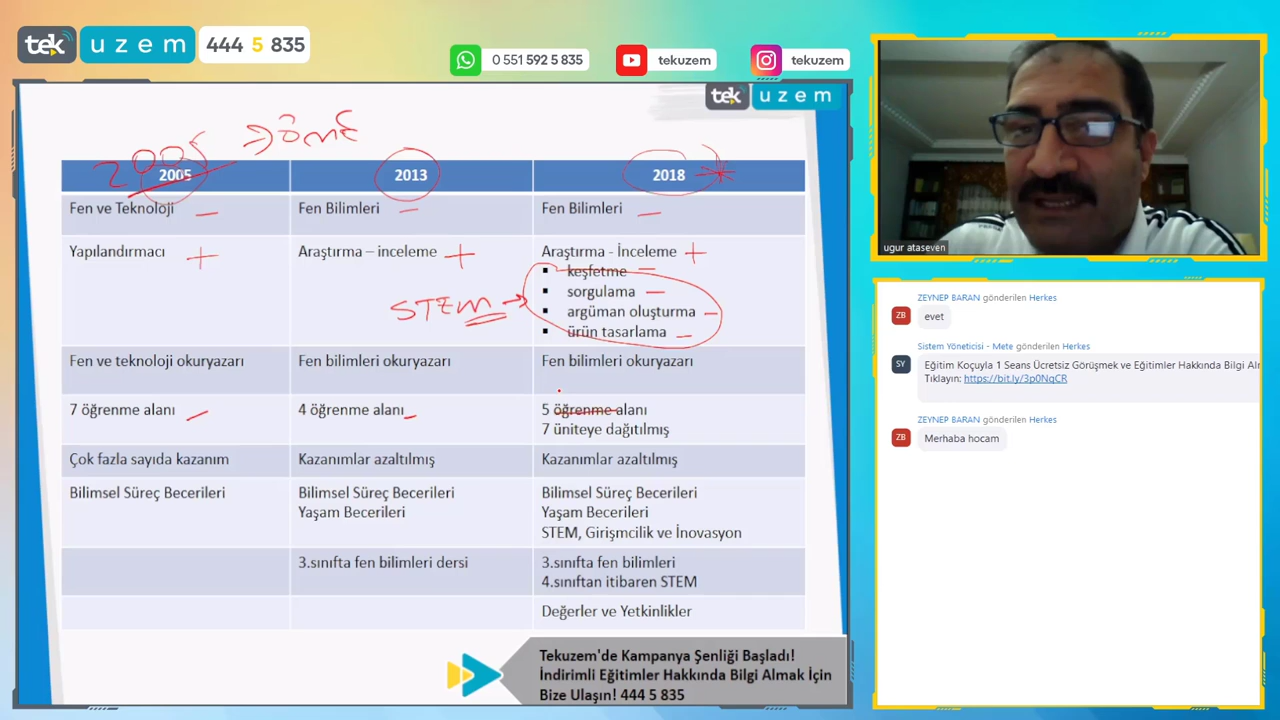 tek uzem 444 5 835
0 551 592 5 835
tekuzem
tekuzem
tek uzem
2005 → ÖME
2005 2013 2018
Fen ve Teknoloji Fen Bilimleri Fen Bilimleri
Yapılandırmacı Araştırma – inceleme Araştırma - İnceleme
▪ keşfetme
▪ sorgulama
STEM → ▪ argüman oluşturma
▪ ürün tasarlama
Fen ve teknoloji okuryazarı Fen bilimleri okuryazarı Fen bilimleri okuryazarı
7 öğrenme alanı 4 öğrenme alanı 5 öğrenme alanı
7 üniteye dağıtılmış
Çok fazla sayıda kazanım Kazanımlar azaltılmış Kazanımlar azaltılmış
Bilimsel Süreç Becerileri Bilimsel Süreç Becerileri Bilimsel Süreç Becerileri
Yaşam Becerileri Yaşam Becerileri
STEM, Girişmcilik ve İnovasyon
3.sınıfta fen bilimleri dersi 3.sınıfta fen bilimleri
4.sınıftan itibaren STEM
Değerler ve Yetkinlikler
Tekuzem'de Kampanya Şenliği Başladı!
İndirimli Eğitimler Hakkında Bilgi Almak İçin
Bize Ulaşın! 444 5 835
ugur ataseven
ZEYNEP BARAN gönderilen Herkes
ZB evet
Sistem Yöneticisi - Mete gönderilen Herkes
SY Eğitim Koçuyla 1 Seans Ücretsiz Görüşmek ve Eğitimler Hakkında Bilgi Al
Tıklayın: https://bit.ly/3p0NqCR
ZEYNEP BARAN gönderilen Herkes
ZB Merhaba hocam